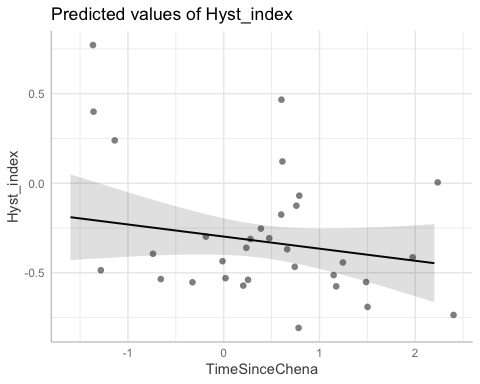 Predicted values of Hyst_index
0.5
0.0
-0.5
Hyst_index
-1
0
1
2
TimeSinceChena